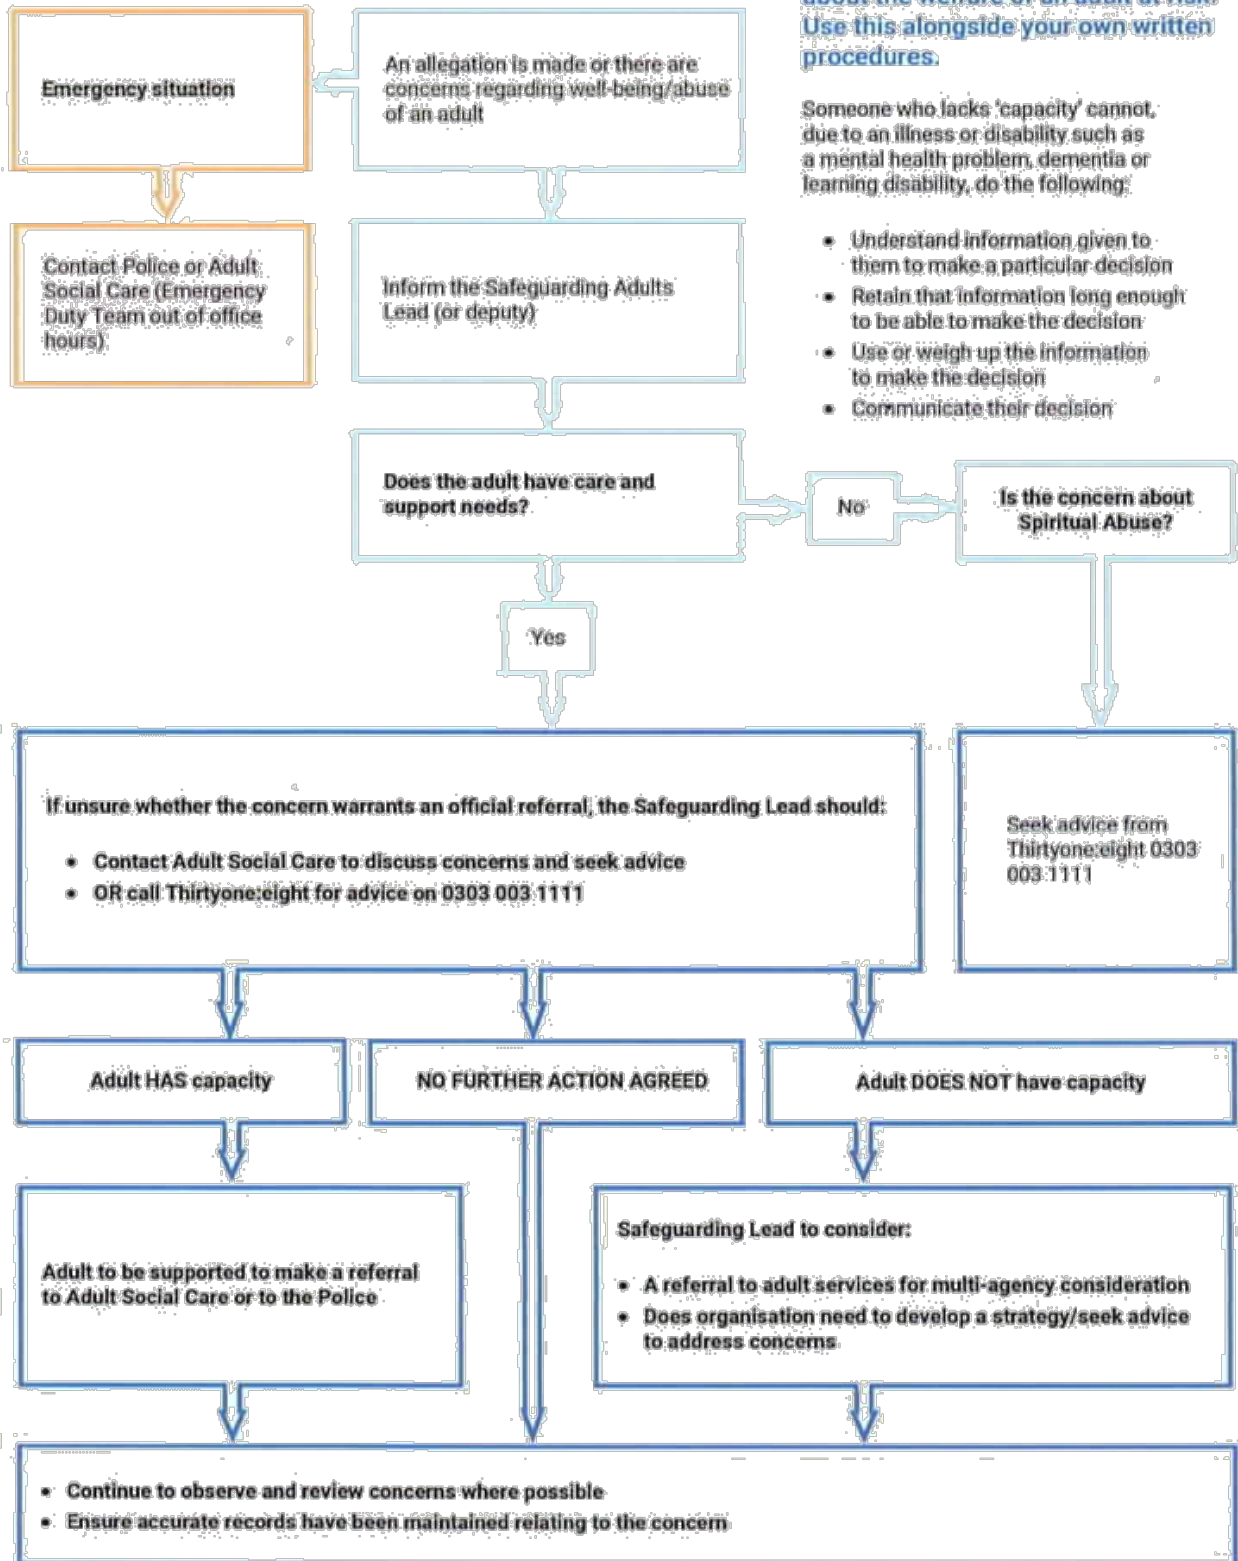 about the welfare of an adult at risk.
Use this alongside your own written
procedures.
Emergency situation
An allegation is made or there are
concerns regarding well-being/abuse
of an adult
Someone who lacks 'capacity' cannot,
due to an illness or disability such as
a mental health problem, dementia or
learning disability, do the following:
• Understand information given to
them to make a particular decision
• Retain that information long enough
to be able to make the decision
• Use or weigh up the information
to make the decision
• Communicate their decision
Contact Police or Adult
Social Care (Emergency
Duty Team out of office
hours)
Inform the Safeguarding Adults
Lead (or deputy)
Does the adult have care and
support needs?
No
Is the concern about
Spiritual Abuse?
Yes
If unsure whether the concern warrants an official referral, the Safeguarding Lead should:
• Contact Adult Social Care to discuss concerns and seek advice
• OR call Thirtyone:eight for advice on 0303 003 1111
Seek advice from
Thirtyone:eight 0303
003 1111
Adult HAS capacity
NO FURTHER ACTION AGREED
Adult DOES NOT have capacity
Adult to be supported to make a referral
to Adult Social Care or to the Police
Safeguarding Lead to consider:
• A referral to adult services for multi-agency consideration
• Does organisation need to develop a strategy/seek advice
to address concerns
• Continue to observe and review concerns where possible
• Ensure accurate records have been maintained relating to the concern